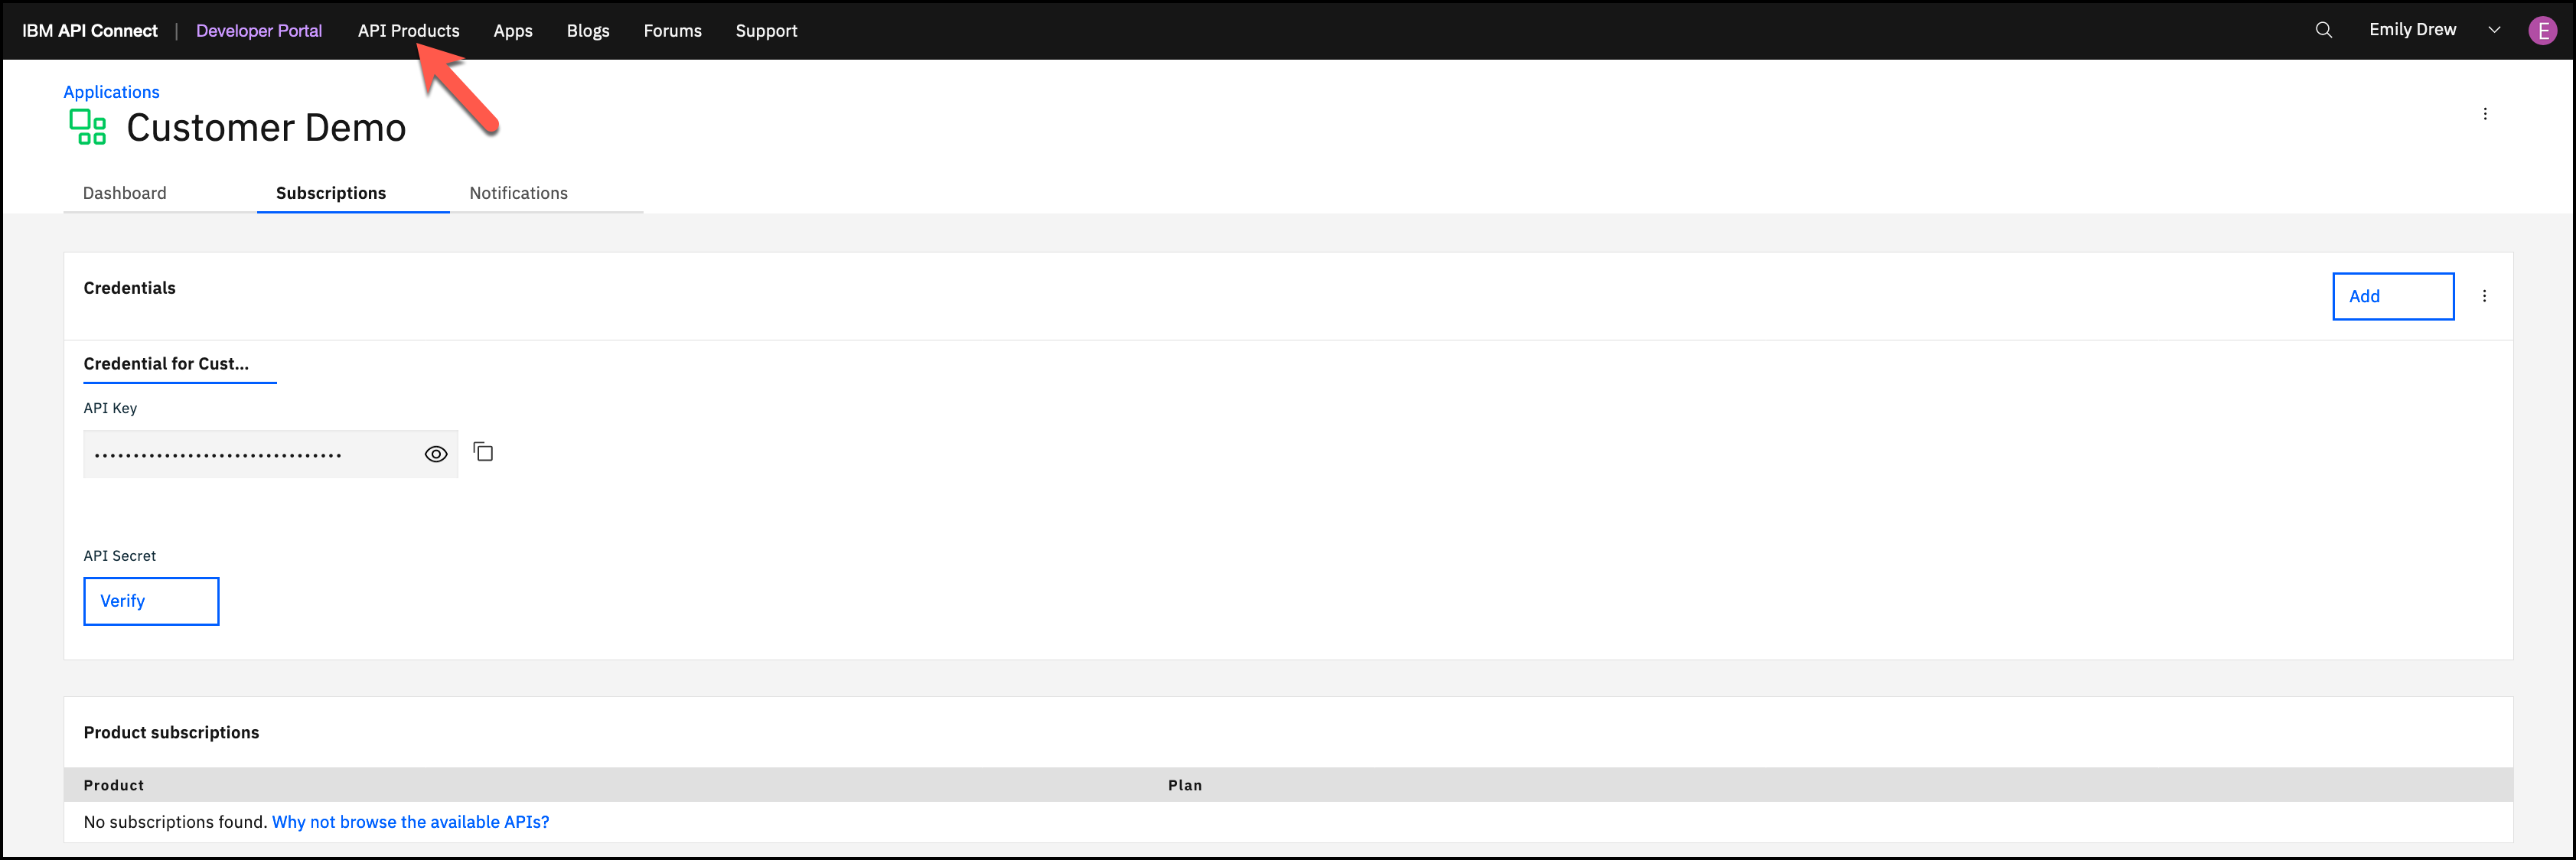 IBM API Connect | Developer Portal API Products Apps Blogs Forums Support Emily Drew E
Applications
Customer Demo
Dashboard Subscriptions Notifications
Credentials Add
Credential for Cust...
API Key
................................
API Secret
Verify
Product subscriptions
Product Plan
No subscriptions found. Why not browse the available APIs?